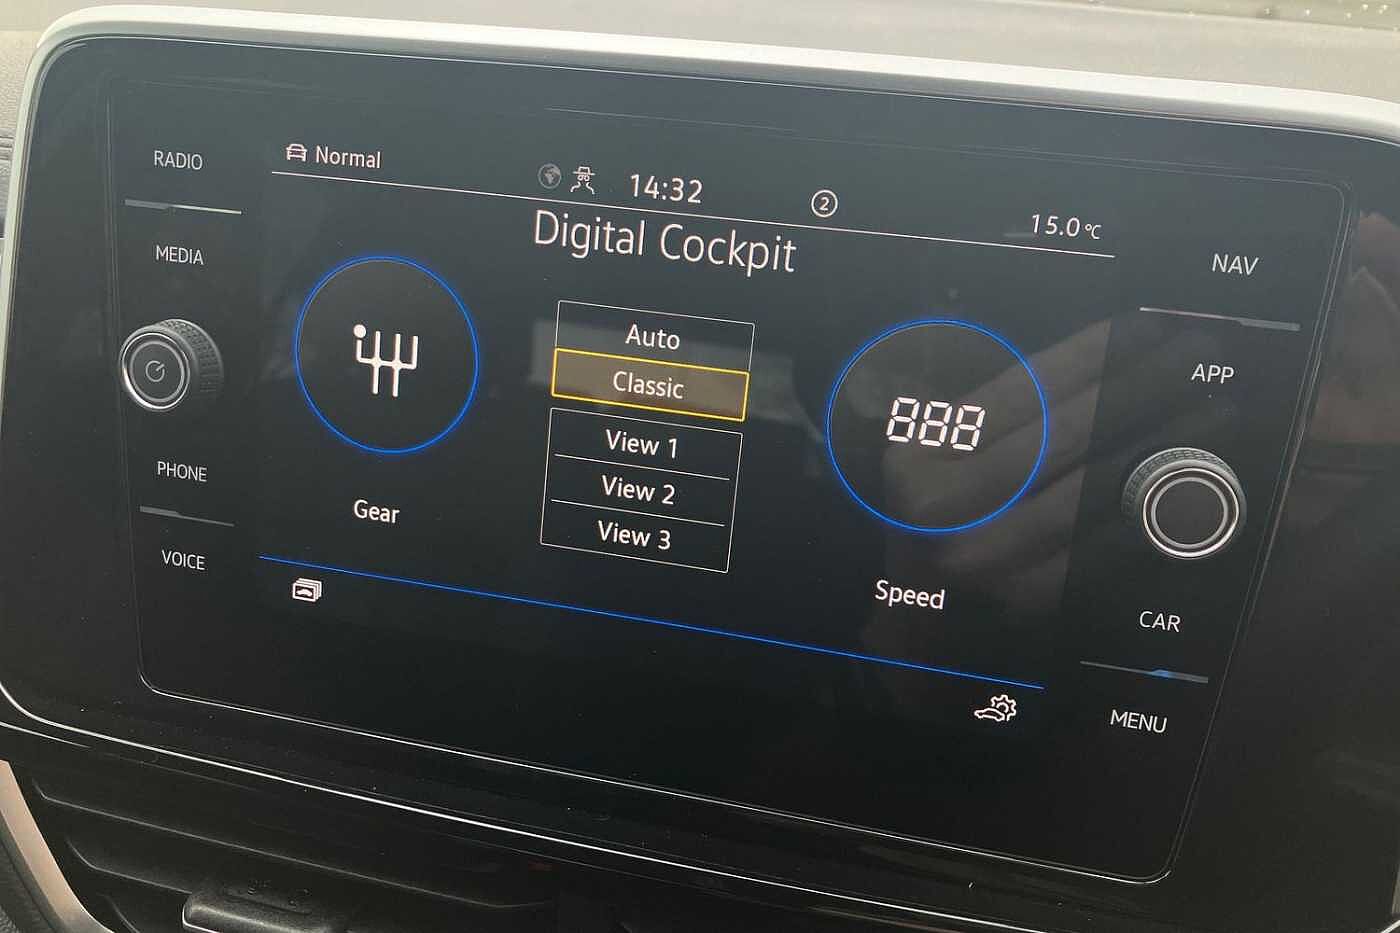 RADIO
Normal
14:32
2
15.0°C
NAV
Digital Cockpit
MEDIA
Auto
Classic
APP
888
View 1
View 2
View 3
PHONE
Gear
VOICE
Speed
CAR
MENU